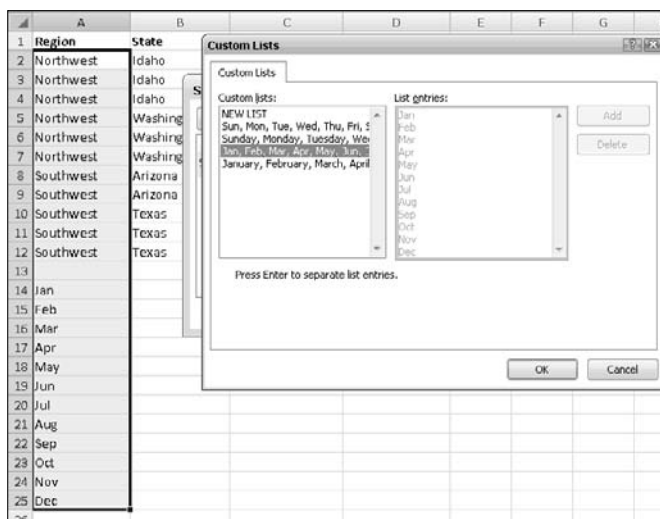 A B C D E F G
1 Region State
2 Northwest Idaho
3 Northwest Idaho
4 Northwest Idaho
5 Northwest Washing
6 Northwest Washing
7 Northwest Washing
8 Southwest Arizona
9 Southwest Arizona
10 Southwest Texas
11 Southwest Texas
12 Southwest Texas
13
14 Jan
15 Feb
16 Mar
17 Apr
18 May
19 Jun
20 Jul
21 Aug
22 Sep
23 Oct
24 Nov
25 Dec
S
Custom Lists
Custom Lists
Custom lists:
NEW LIST
Sun, Mon, Tue, Wed, Thu, Fri, S
Sunday, Monday, Tuesday, We
Jan, Feb, Mar, Apr, May, Jun,
January, February, March, April
List entries:
Jan
Feb
Mar
Apr
May
Jun
Jul
Aug
Sep
Oct
Nov
Dec
Add
Delete
Press Enter to separate list entries.
OK Cancel